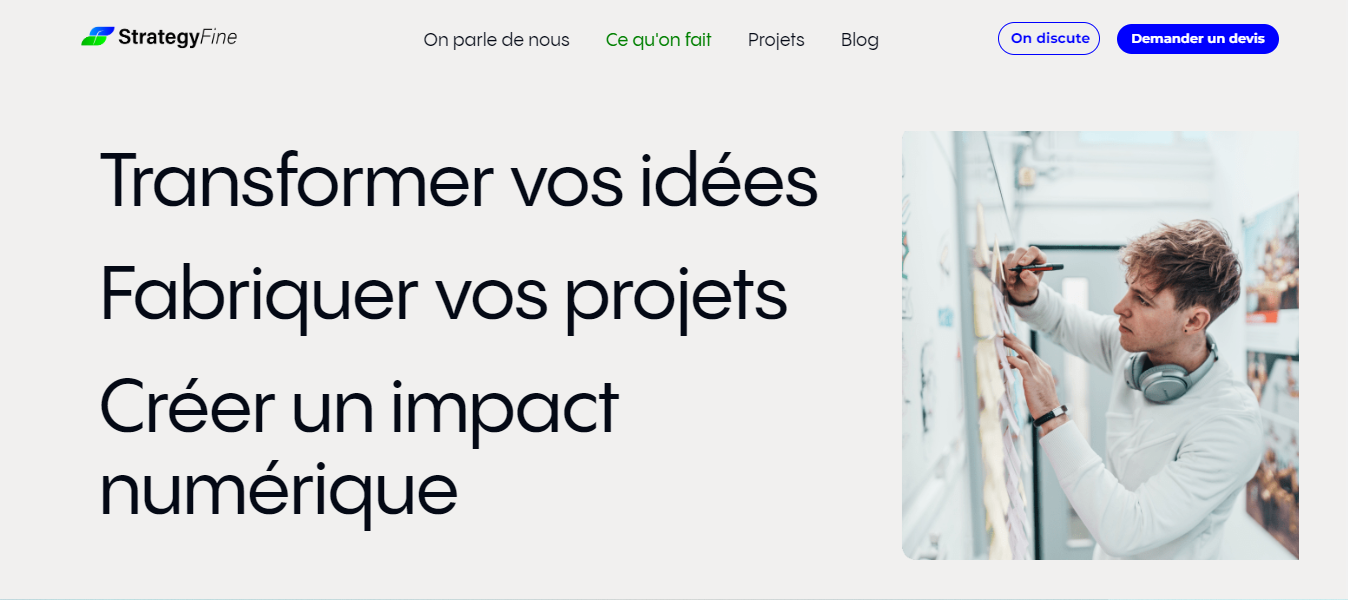 StrategyFine
On parle de nous
Ce qu'on fait
Projets
Blog
On discute
Demander un devis
Transformer vos idées
Fabriquer vos projets
Créer un impact
numérique